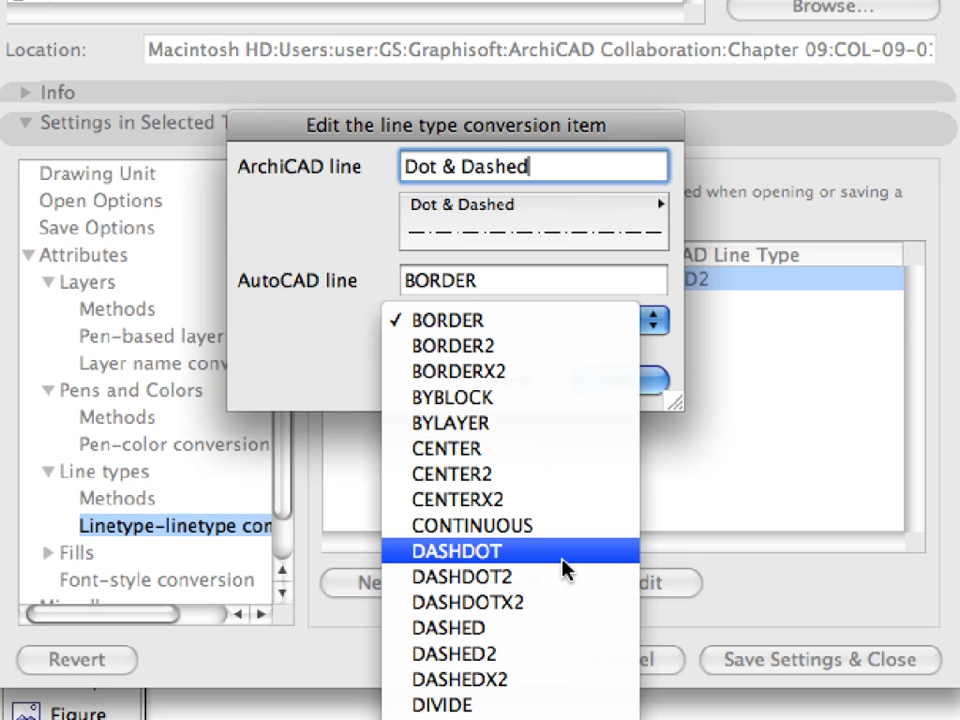 Browse...
Location: Macintosh HD:Users:user:GS:Graphisoft:ArchiCAD Collaboration:Chapter 09:COL-09-01
Info
Settings in Selected T
Edit the line type conversion item
ArchiCAD line Dot & Dashed
Dot & Dashed
AutoCAD line BORDER
✓ BORDER
BORDER2
BORDERX2
BYBLOCK
BYLAYER
CENTER
CENTER2
CENTERX2
CONTINUOUS
DASHDOT
DASHDOT2
DASHDOTX2
DASHED
DASHED2
DASHEDX2
DIVIDE
Drawing Unit
Open Options
Save Options
Attributes
Layers
Methods
Pen-based layer
Layer name conv
Pens and Colors
Methods
Pen-color conversion
Line types
Methods
Linetype-linetype con
Fills
Font-style conversion
ed when opening or saving a
AD Line Type
D2
Ne
dit
Revert
el
Save Settings & Close
Figure